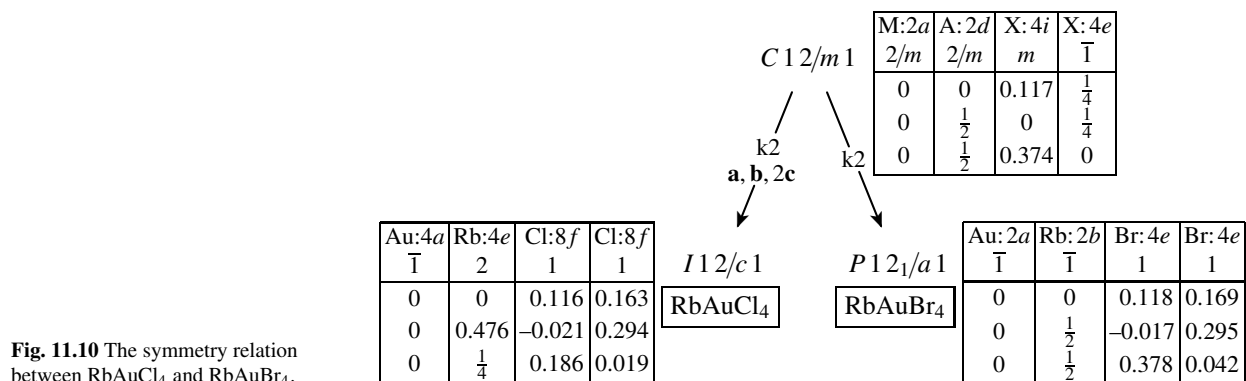 M:2a A:2d X:4i X:4e
C 1 2/m 1 2/m 2/m m 1̅
0 0 0.117 1/4
0 1/2 0 1/4
0 1/2 0.374 0
k2 k2
a, b, 2c
Au:4a Rb:4e Cl:8f Cl:8f
1̅ 2 1 1
0 0 0.116 0.163
0 0.476 –0.021 0.294
0 1/4 0.186 0.019
I 1 2/c 1 P 1 2₁/a 1
RbAuCl₄ RbAuBr₄
Au:2a Rb:2b Br:4e Br:4e
1̅ 1̅ 1 1
0 0 0.118 0.169
0 1/2 –0.017 0.295
0 1/2 0.378 0.042
Fig. 11.10 The symmetry relation
between RbAuCl₄ and RbAuBr₄.